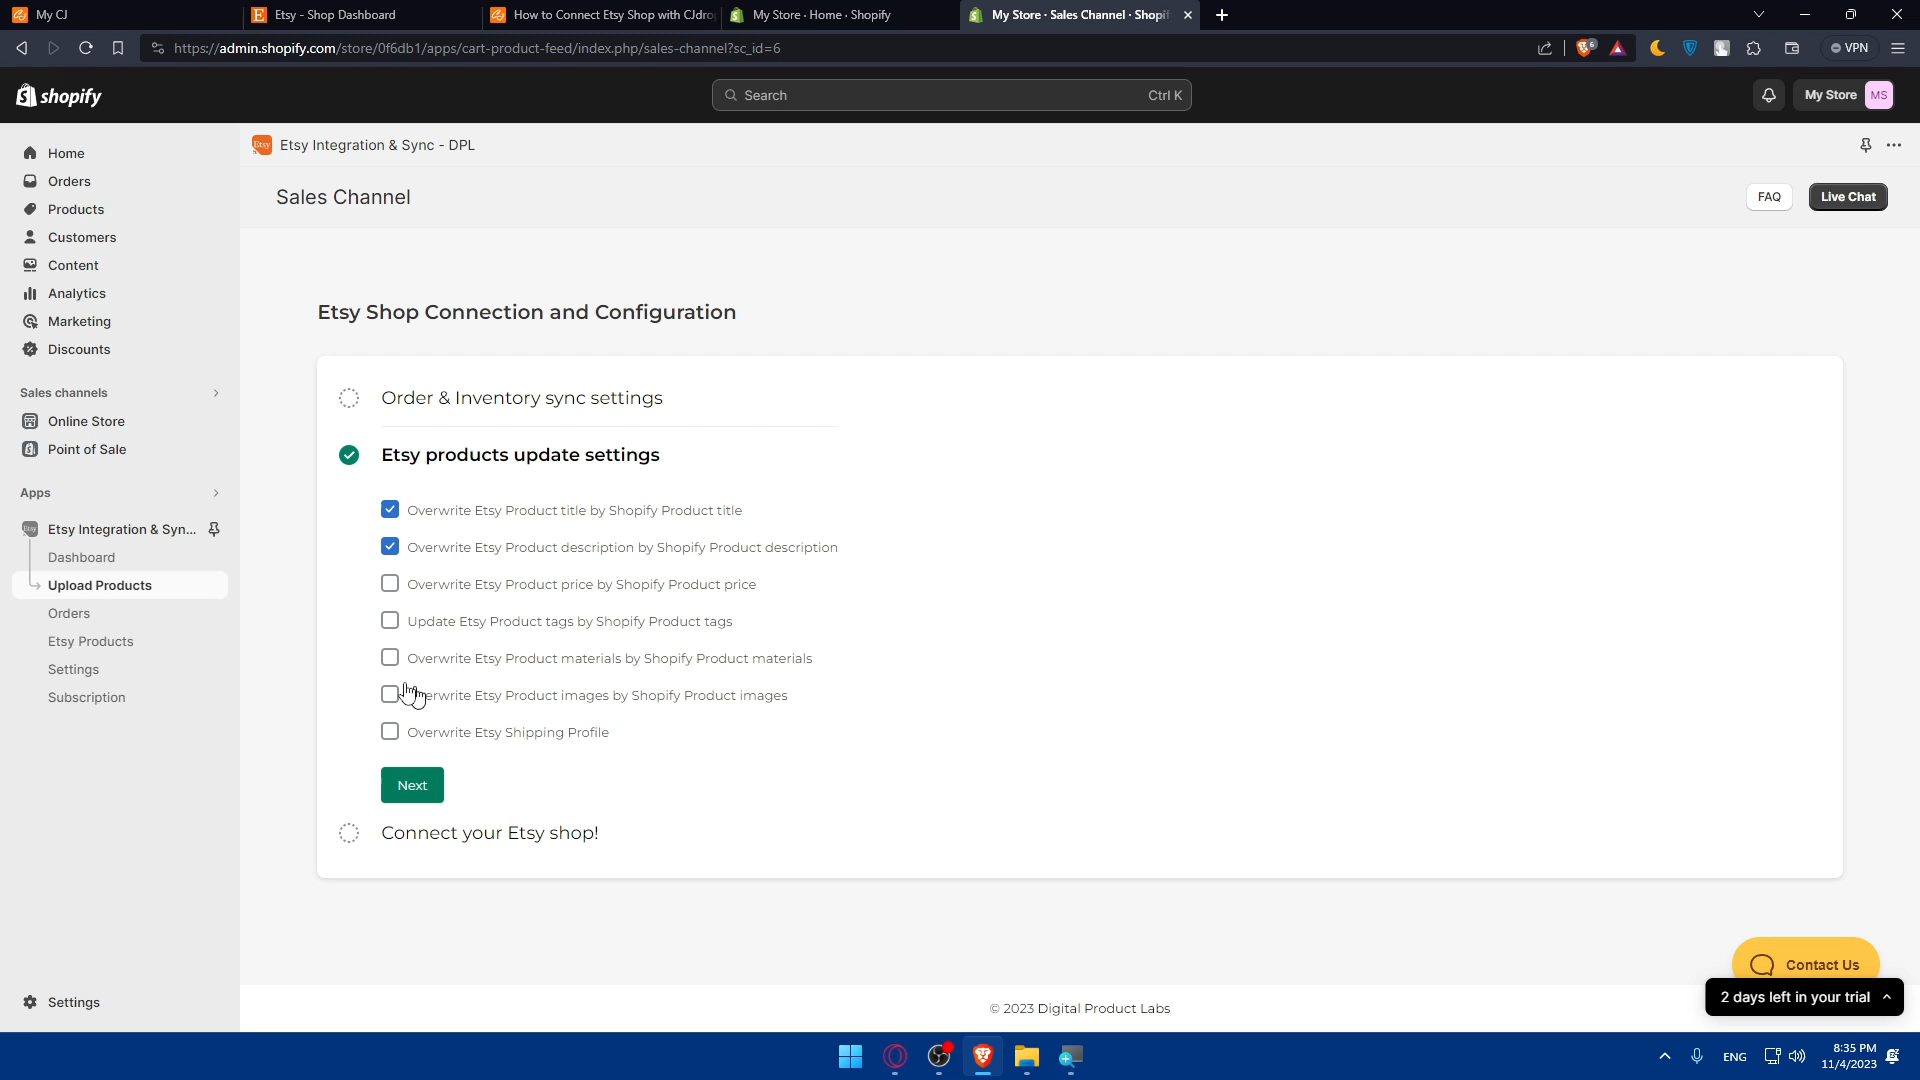 My CJ
Etsy - Shop Dashboard
How to Connect Etsy Shop with CJdro
My Store · Home · Shopify
My Store · Sales Channel · Shopif
https://admin.shopify.com/store/0f6db1/apps/cart-product-feed/index.php/sales-channel?sc_id=6
6
VPN
shopify
Search
Ctrl K
My Store
MS
Home
Orders
Products
Customers
Content
Analytics
Marketing
Discounts
Sales channels
Online Store
Point of Sale
Apps
Etsy Integration & Syn...
Dashboard
Upload Products
Orders
Etsy Products
Settings
Subscription
Settings
Etsy Integration & Sync - DPL
Sales Channel
FAQ
Live Chat
Etsy Shop Connection and Configuration
Order & Inventory sync settings
Etsy products update settings
Overwrite Etsy Product title by Shopify Product title
Overwrite Etsy Product description by Shopify Product description
Overwrite Etsy Product price by Shopify Product price
Update Etsy Product tags by Shopify Product tags
Overwrite Etsy Product materials by Shopify Product materials
erwrite Etsy Product images by Shopify Product images
Overwrite Etsy Shipping Profile
Next
Connect your Etsy shop!
Contact Us
2 days left in your trial
© 2023 Digital Product Labs
ENG
8:35 PM
11/4/2023